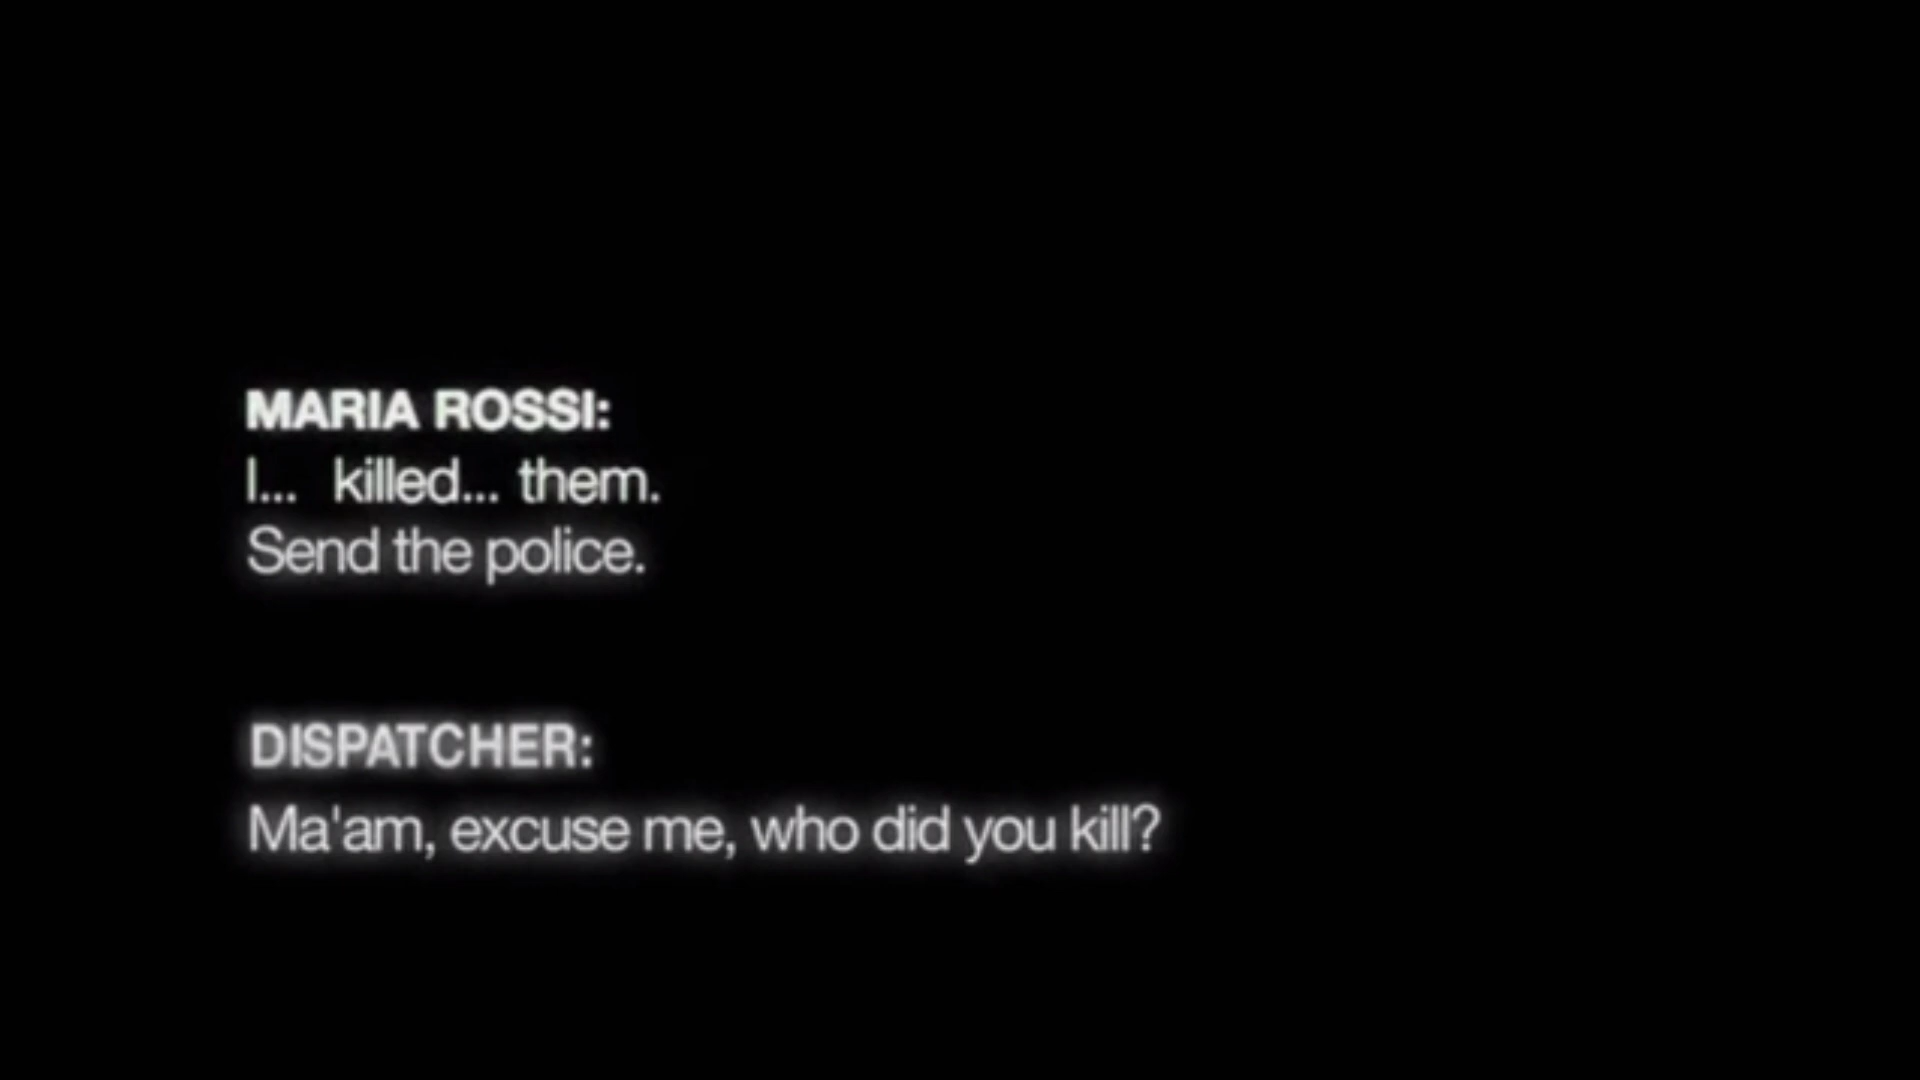 MARIA ROSSI:
I... killed... them.
Send the police.
DISPATCHER:
Ma'am, excuse me, who did you kill?